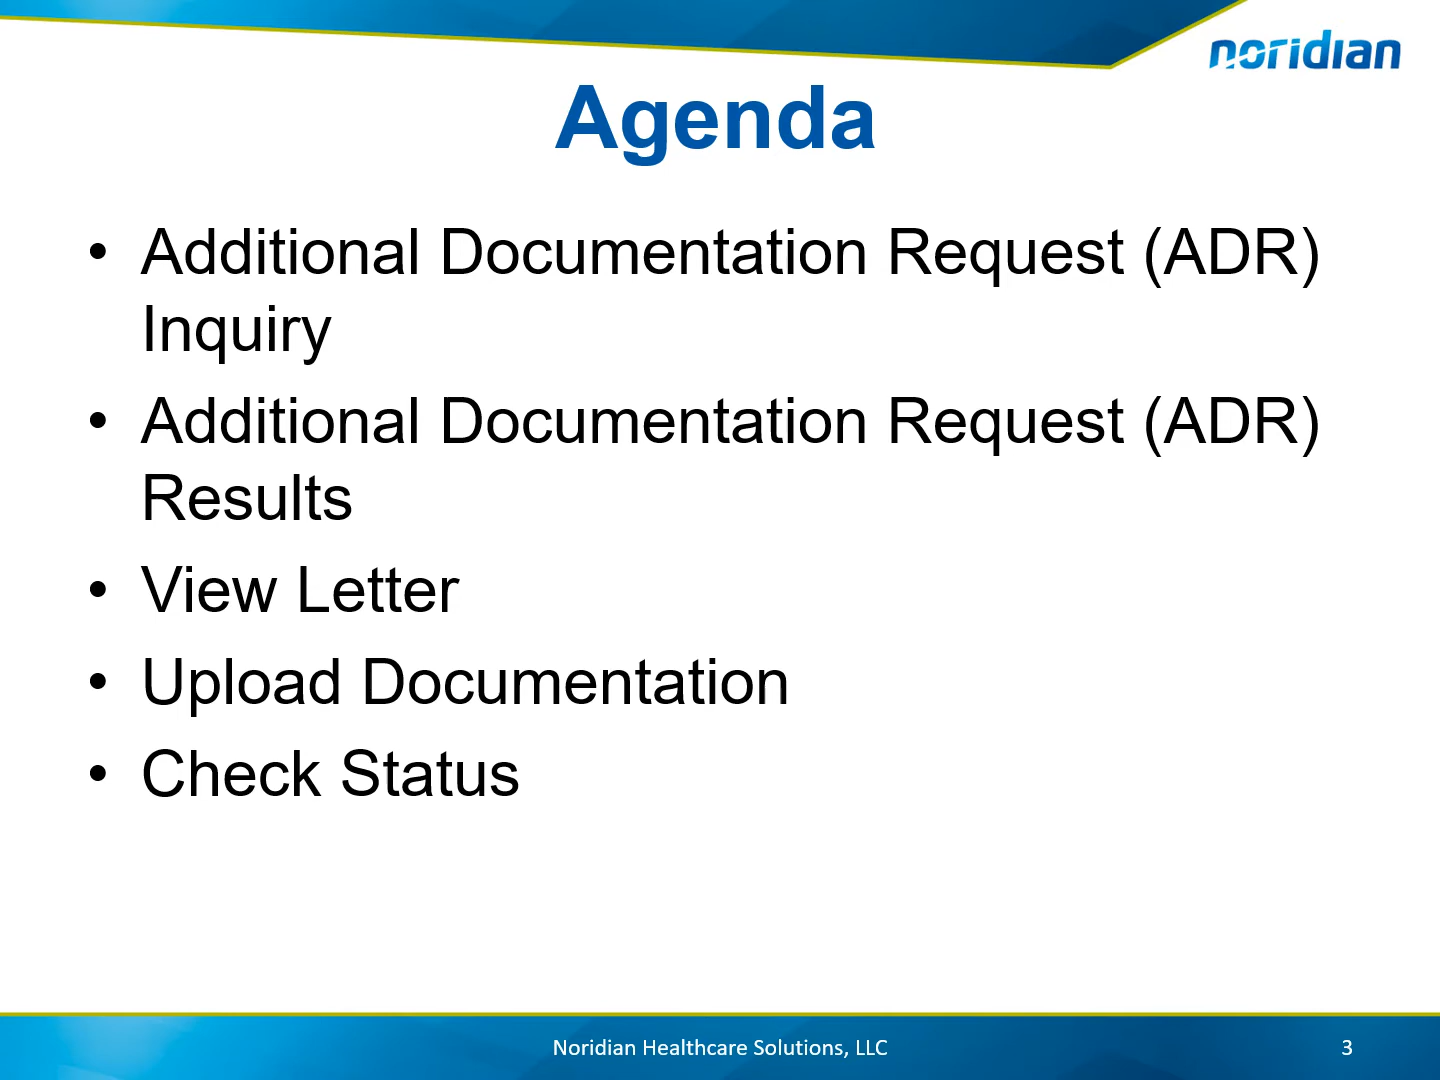 noridian
Agenda
• Additional Documentation Request (ADR)
Inquiry
• Additional Documentation Request (ADR)
Results
• View Letter
• Upload Documentation
• Check Status
Noridian Healthcare Solutions, LLC
3